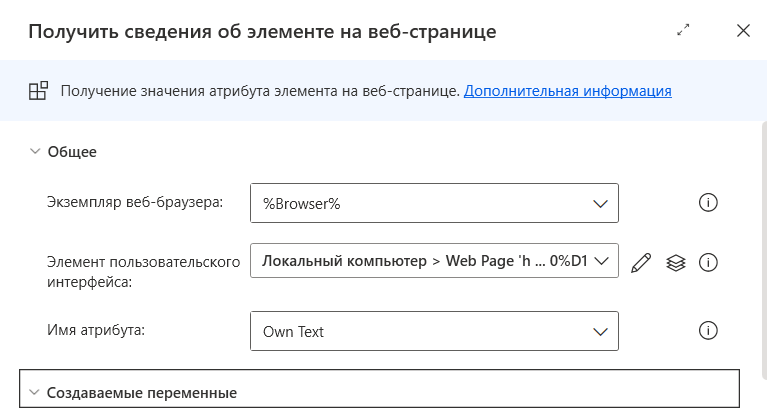 Получить сведения об элементе на веб-странице
Получение значения атрибута элемента на веб-странице. Дополнительная информация
Общее
Экземпляр веб-браузера:
%Browser%
Элемент пользовательского
интерфейса:
Локальный компьютер > Web Page 'h ... 0%D1
Имя атрибута:
Own Text
Создаваемые переменные